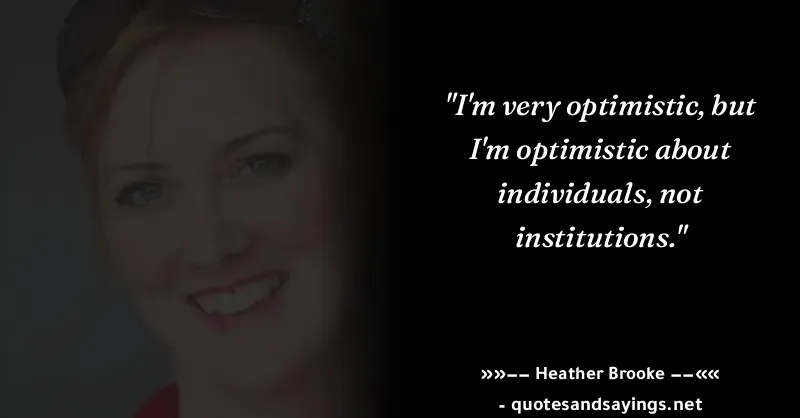 "I'm very optimistic, but
I'm optimistic about
individuals, not
institutions."
»»−− Heather Brooke −−««
- quotesandsayings.net